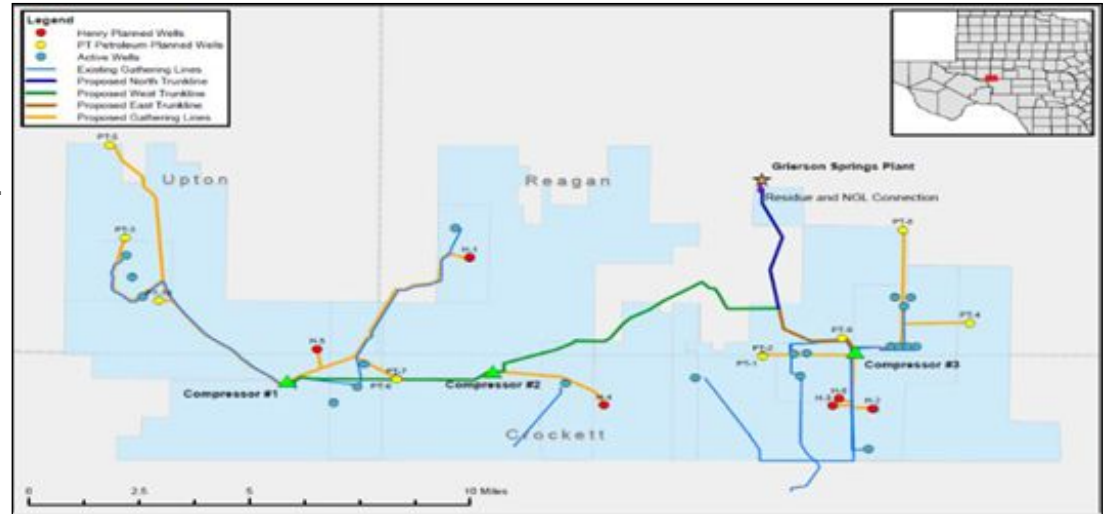 Legend
Henry Planned Wells
PT Petroleum Planned Wells
Active Wells
Existing Gathering Lines
Proposed North Trunkline
Proposed West Trunkline
Proposed East Trunkline
Proposed Gathering Lines
PT-5
Upton
Reagan
Grierson Springs Plant
Residue and NGL Connection
PT-3
H-1
PT-4
PT-9
H-5
PT-2
PT-1
Compressor #3
PT-7
PT-6
Compressor #1
Compressor #2
H-4
H-3
H-2
Crockett
0
2.5
5
10 Miles